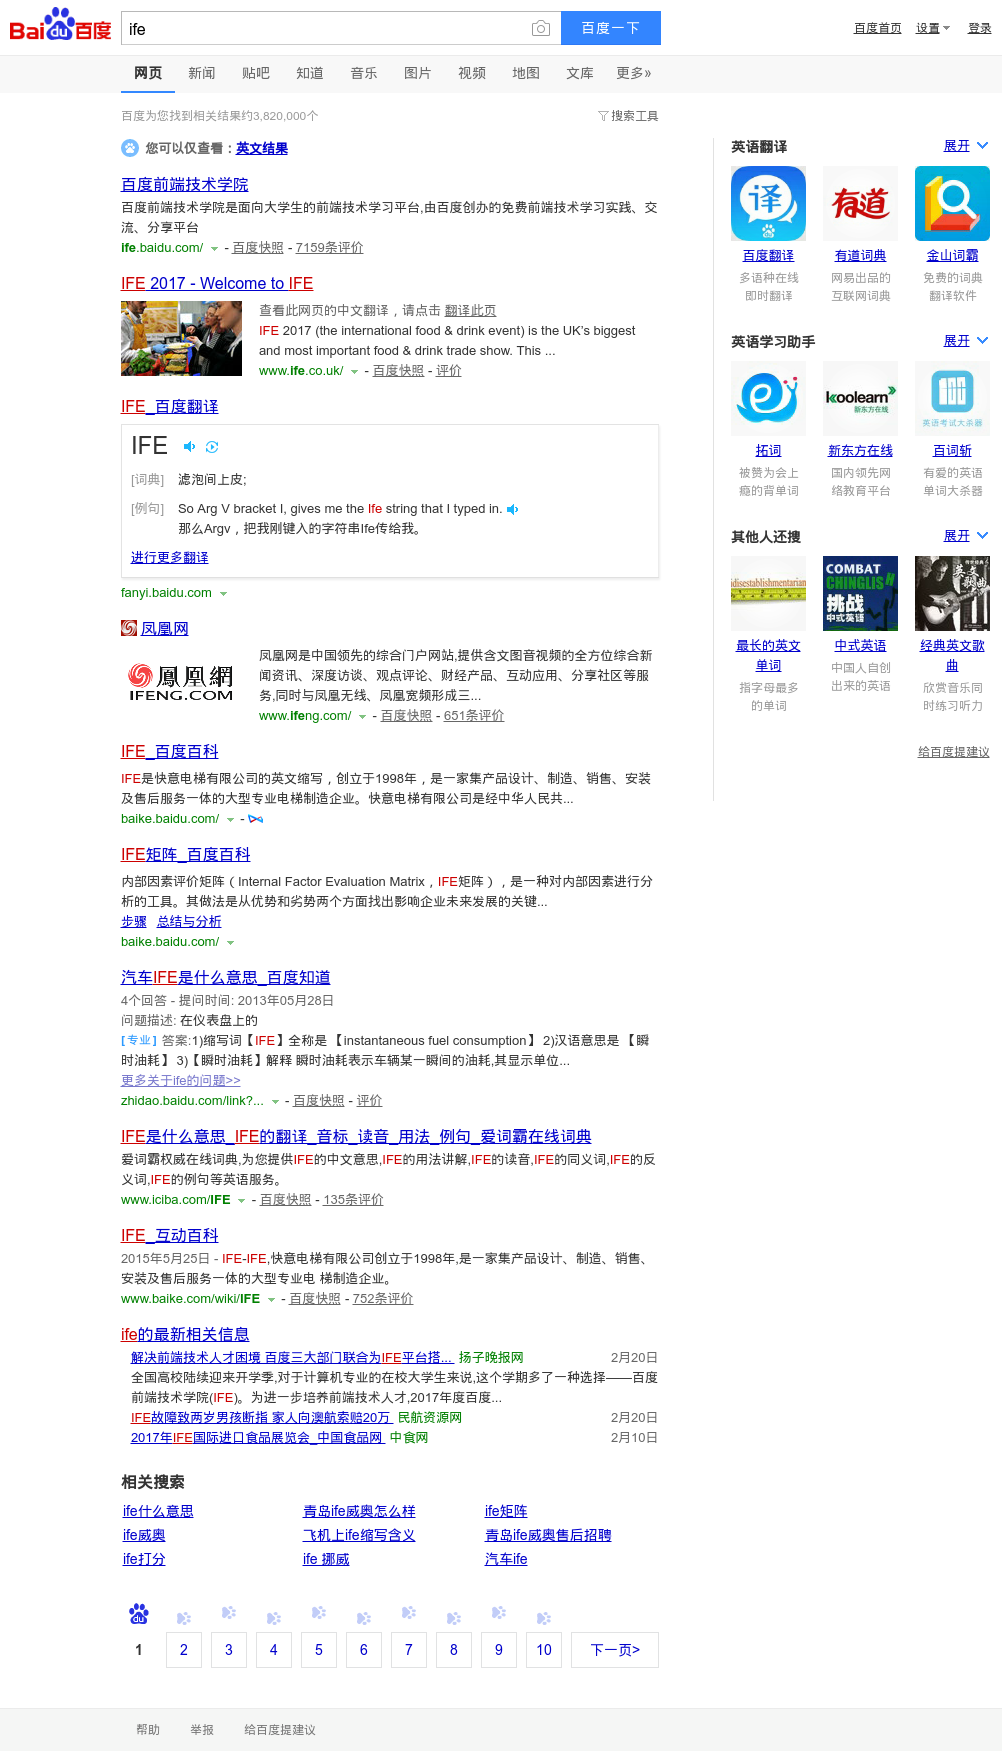 Bai du 百度 ife 百度一下 百度首页 设置 登录
网页 新闻 贴吧 知道 音乐 图片 视频 地图 文库 更多»
百度为您找到相关结果约3,820,000个 搜索工具
您可以仅查看：英文结果
百度前端技术学院
百度前端技术学院是面向大学生的前端技术学习平台,由百度创办的免费前端技术学习实践、交
流、分享平台
ife.baidu.com/ - 百度快照 - 7159条评价
IFE 2017 - Welcome to IFE
查看此网页的中文翻译，请点击 翻译此页
IFE 2017 (the international food & drink event) is the UK's biggest
and most important food & drink trade show. This ...
www.ife.co.uk/ - 百度快照 - 评价
IFE_百度翻译
IFE
[词典] 滤泡间上皮;
[例句] So Arg V bracket I, gives me the Ife string that I typed in.
那么Argv，把我刚键入的字符串Ife传给我。
进行更多翻译
fanyi.baidu.com
凤凰网
鳳凰網
IFENG.COM
凤凰网是中国领先的综合门户网站,提供含文图音视频的全方位综合新
闻资讯、深度访谈、观点评论、财经产品、互动应用、分享社区等服
务,同时与凤凰无线、凤凰宽频形成三...
www.ifeng.com/ - 百度快照 - 651条评价
IFE_百度百科
IFE是快意电梯有限公司的英文缩写，创立于1998年，是一家集产品设计、制造、销售、安装
及售后服务一体的大型专业电梯制造企业。快意电梯有限公司是经中华人民共...
baike.baidu.com/ -
IFE矩阵_百度百科
内部因素评价矩阵（Internal Factor Evaluation Matrix，IFE矩阵），是一种对内部因素进行分
析的工具。其做法是从优势和劣势两个方面找出影响企业未来发展的关键...
步骤 总结与分析
baike.baidu.com/
汽车IFE是什么意思_百度知道
4个回答 - 提问时间: 2013年05月28日
问题描述: 在仪表盘上的
[专业] 答案:1)缩写词【IFE】全称是 【instantaneous fuel consumption】 2)汉语意思是 【瞬
时油耗】 3)【瞬时油耗】解释 瞬时油耗表示车辆某一瞬间的油耗,其显示单位...
更多关于ife的问题>>
zhidao.baidu.com/link?... - 百度快照 - 评价
IFE是什么意思_IFE的翻译_音标_读音_用法_例句_爱词霸在线词典
爱词霸权威在线词典,为您提供IFE的中文意思,IFE的用法讲解,IFE的读音,IFE的同义词,IFE的反
义词,IFE的例句等英语服务。
www.iciba.com/IFE - 百度快照 - 135条评价
IFE_互动百科
2015年5月25日 - IFE-IFE,快意电梯有限公司创立于1998年,是一家集产品设计、制造、销售、
安装及售后服务一体的大型专业电 梯制造企业。
www.baike.com/wiki/IFE - 百度快照 - 752条评价
ife的最新相关信息
解决前端技术人才困境 百度三大部门联合为IFE平台搭... 扬子晚报网 2月20日
全国高校陆续迎来开学季,对于计算机专业的在校大学生来说,这个学期多了一种选择——百度
前端技术学院(IFE)。为进一步培养前端技术人才,2017年度百度...
IFE故障致两岁男孩断指 家人向澳航索赔20万 民航资源网 2月20日
2017年IFE国际进口食品展览会_中国食品网 中食网 2月10日
相关搜索
ife什么意思 青岛ife威奥怎么样 ife矩阵
ife威奥 飞机上ife缩写含义 青岛ife威奥售后招聘
ife打分 ife 挪威 汽车ife
du
1 2 3 4 5 6 7 8 9 10 下一页>
英语翻译 展开
译 有道
百度翻译 有道词典 金山词霸
多语种在线 网易出品的 免费的词典
即时翻译 互联网词典 翻译软件
英语学习助手 展开
koolearn
新东方在线 英语考试大杀器
拓词 新东方在线 百词斩
被赞为会上 国内领先网 有爱的英语
瘾的背单词 络教育平台 单词大杀器
其他人还搜 展开
disestablishmentarian COMBAT CHINGLISH 挑战 中式英语 英文歌曲
最长的英文 中式英语 经典英文歌
单词 曲
指字母最多 中国人自创 欣赏音乐同
的单词 出来的英语 时练习听力
给百度提建议
帮助 举报 给百度提建议